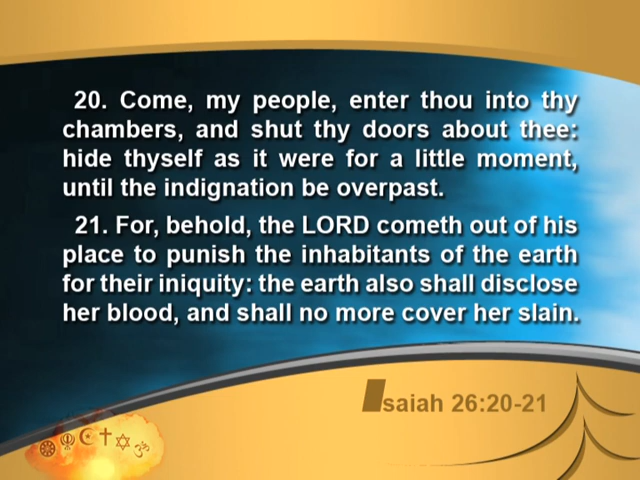 20. Come, my people, enter thou into thy
chambers, and shut thy doors about thee:
hide thyself as it were for a little moment,
until the indignation be overpast.
21. For, behold, the LORD cometh out of his
place to punish the inhabitants of the earth
for their iniquity: the earth also shall disclose
her blood, and shall no more cover her slain.
Isaiah 26:20-21